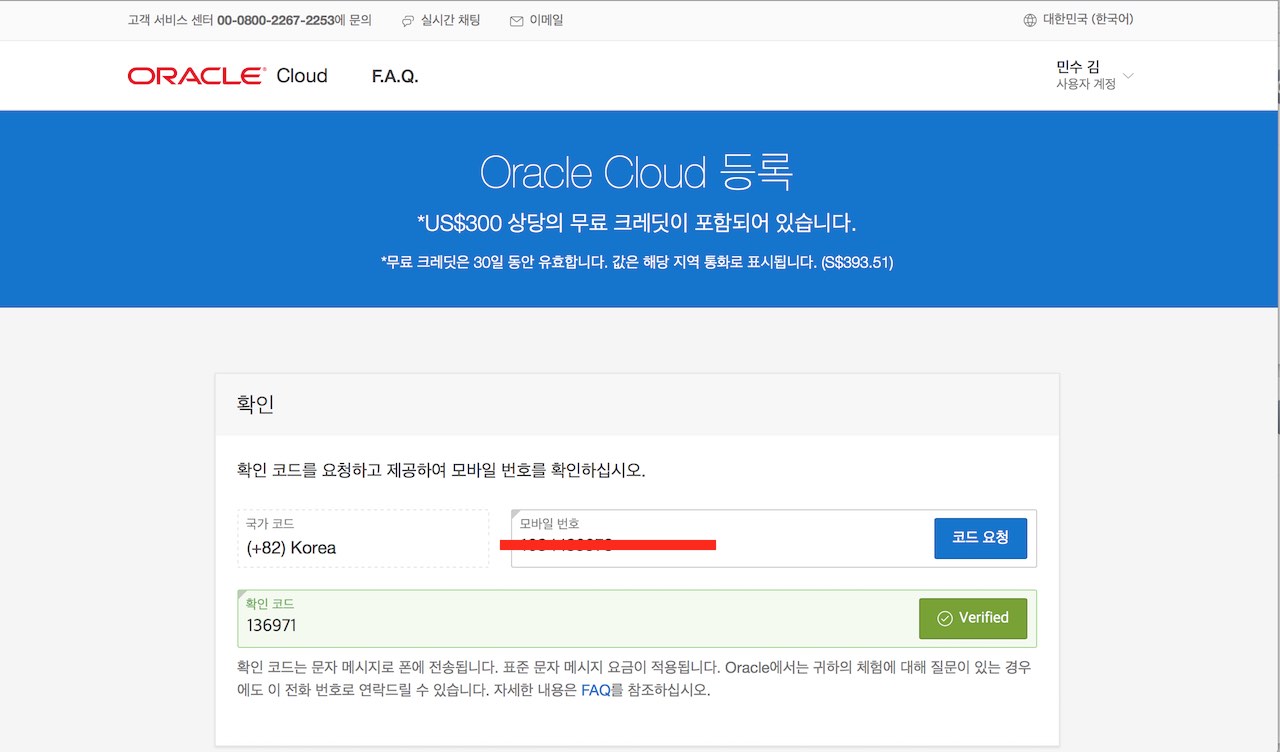 고객 서비스 센터 00-0800-2267-2253에 문의 실시간 채팅 이메일 대한민국 (한국어)
ORACLE Cloud F.A.Q. 민수 김
사용자 계정
Oracle Cloud 등록
*US$300 상당의 무료 크레딧이 포함되어 있습니다.
*무료 크레딧은 30일 동안 유효합니다. 값은 해당 지역 통화로 표시됩니다. (S$393.51)
확인
확인 코드를 요청하고 제공하여 모바일 번호를 확인하십시오.
국가 코드
(+82) Korea
모바일 번호
코드 요청
확인 코드
136971
Verified
확인 코드는 문자 메시지로 폰에 전송됩니다. 표준 문자 메시지 요금이 적용됩니다. Oracle에서는 귀하의 체험에 대해 질문이 있는 경우
에도 이 전화 번호로 연락드릴 수 있습니다. 자세한 내용은 FAQ를 참조하십시오.